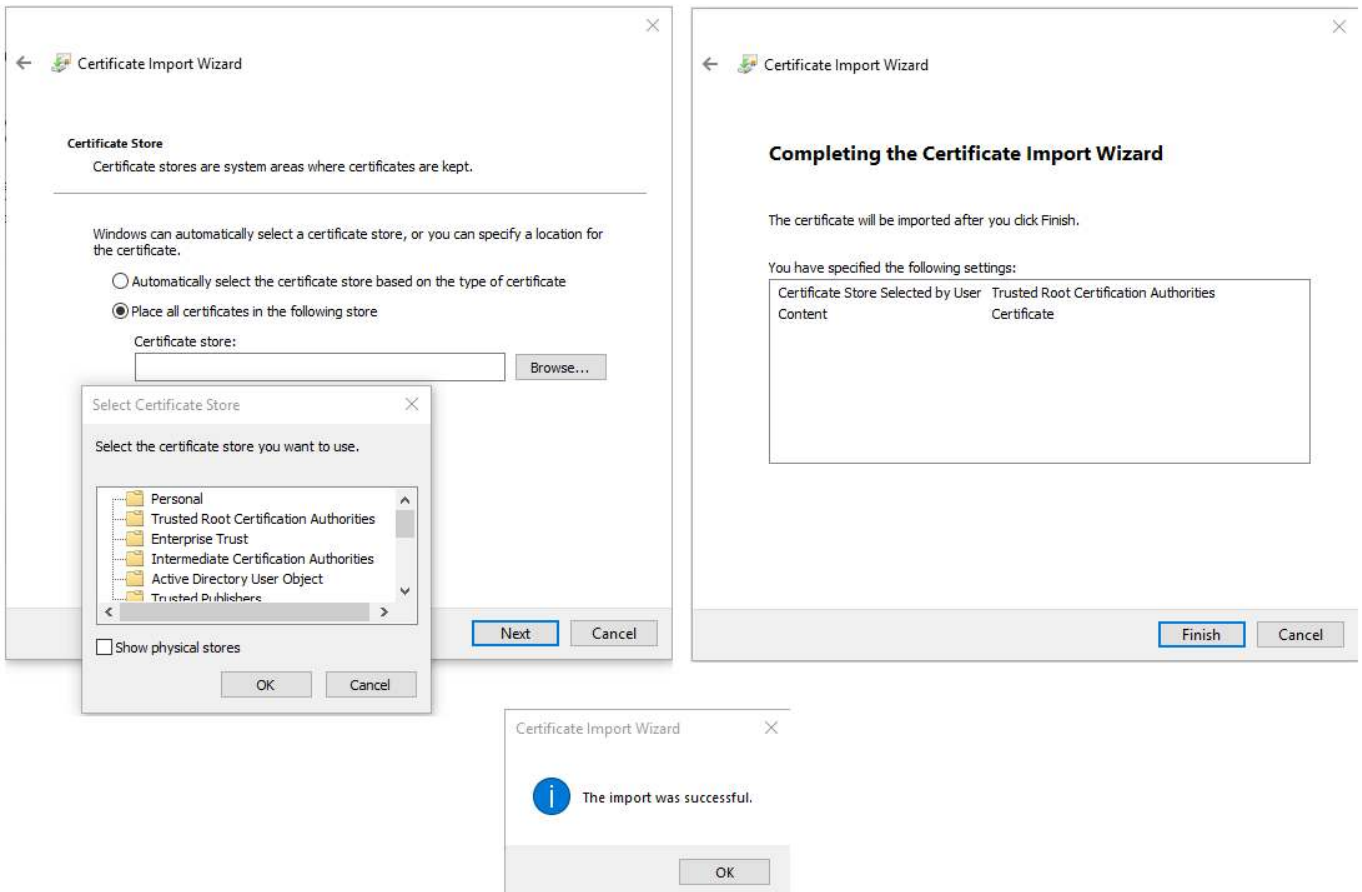 Certificate Import Wizard
Certificate Store
Certificate stores are system areas where certificates are kept.
Windows can automatically select a certificate store, or you can specify a location for
the certificate.
Automatically select the certificate store based on the type of certificate
Place all certificates in the following store
Certificate store:
Browse...
Select Certificate Store
Select the certificate store you want to use.
Personal
Trusted Root Certification Authorities
Enterprise Trust
Intermediate Certification Authorities
Active Directory User Object
Trusted Publishers
Show physical stores
OK Cancel
Next Cancel
Certificate Import Wizard
Completing the Certificate Import Wizard
The certificate will be imported after you click Finish.
You have specified the following settings:
Certificate Store Selected by User Trusted Root Certification Authorities
Content Certificate
Finish Cancel
Certificate Import Wizard
The import was successful.
OK